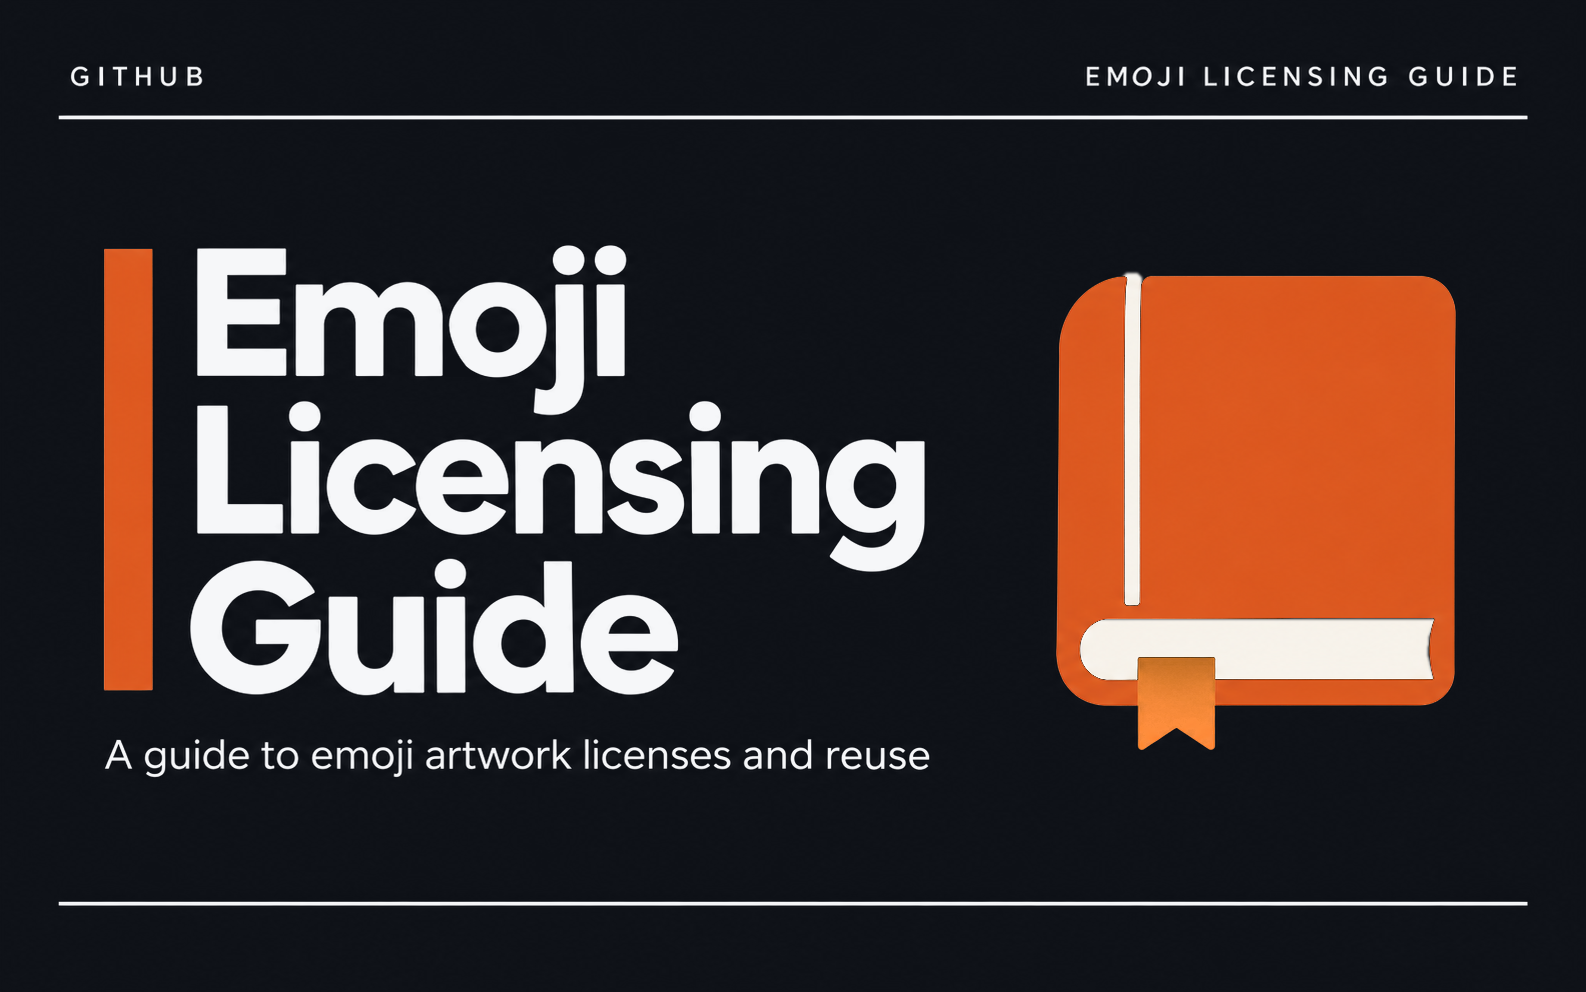 GITHUB
EMOJI LICENSING GUIDE
Emoji
Licensing
Guide
A guide to emoji artwork licenses and reuse